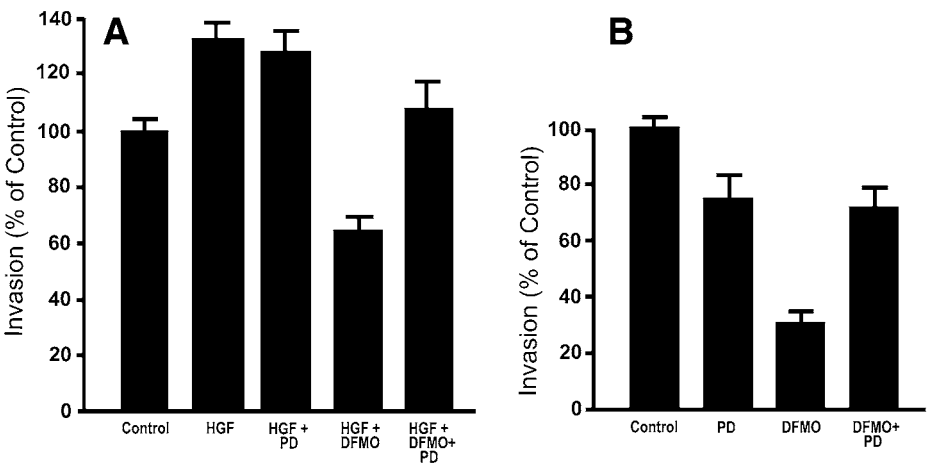 A
Invasion (% of Control)
140
120
100
80
60
40
20
0
Control
HGF
HGF +
PD
HGF +
DFMO
HGF +
DFMO+
PD
B
Invasion (% of Control)
100
80
60
40
20
0
Control
PD
DFMO
DFMO+
PD